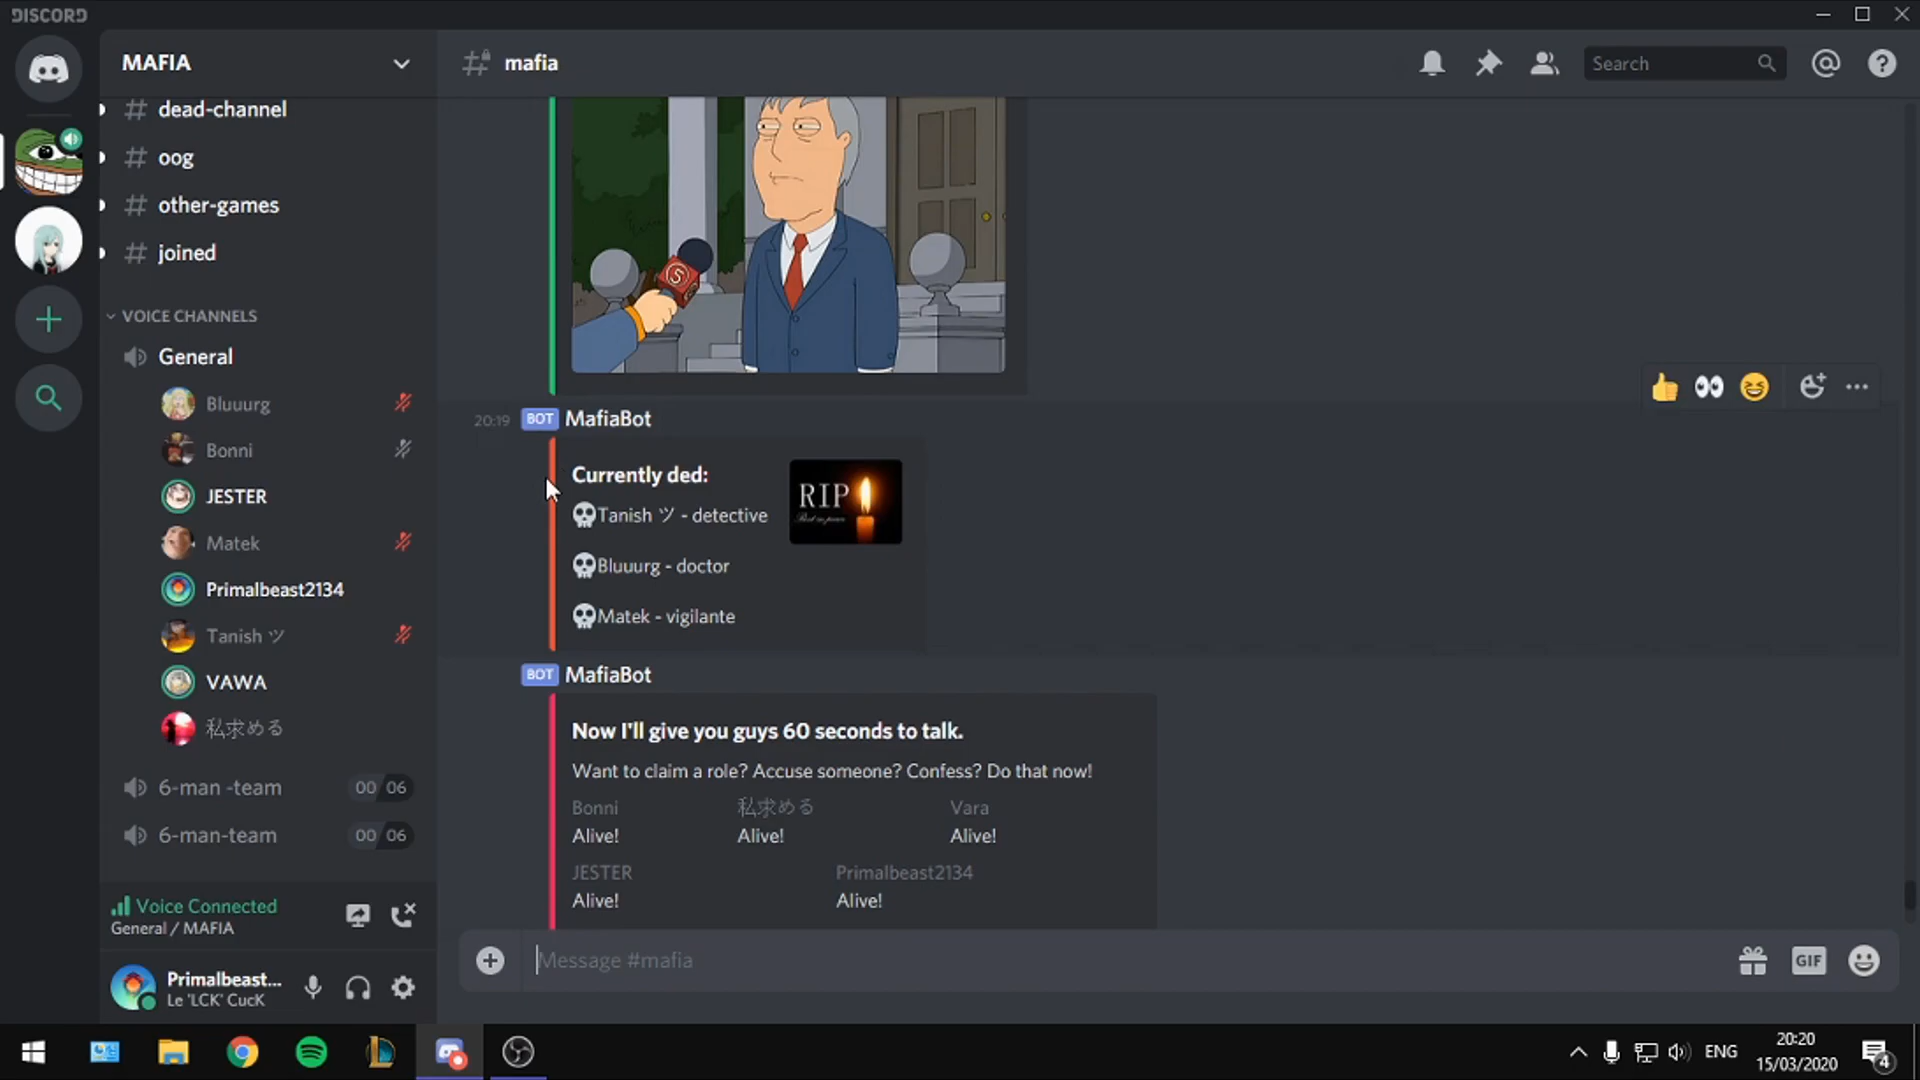 DISCORD
MAFIA
dead-channel
oog
other-games
joined
VOICE CHANNELS
General
Bluuurg
Bonni
JESTER
Matek
Primalbeast2134
Tanish ツ
VAWA
私求める
6-man -team 00 06
6-man-team 00 06
Voice Connected
General / MAFIA
Primalbeast...
Le 'LCK' CucK
# mafia
Search
5
20:19 BOT MafiaBot
Currently ded:
Tanish ツ - detective
Bluuurg - doctor
Matek - vigilante
RIP
BOT MafiaBot
Now I'll give you guys 60 seconds to talk.
Want to claim a role? Accuse someone? Confess? Do that now!
Bonni 私求める Vara
Alive! Alive! Alive!
JESTER Primalbeast2134
Alive! Alive!
Message #mafia
GIF
ENG
20:20
15/03/2020
4